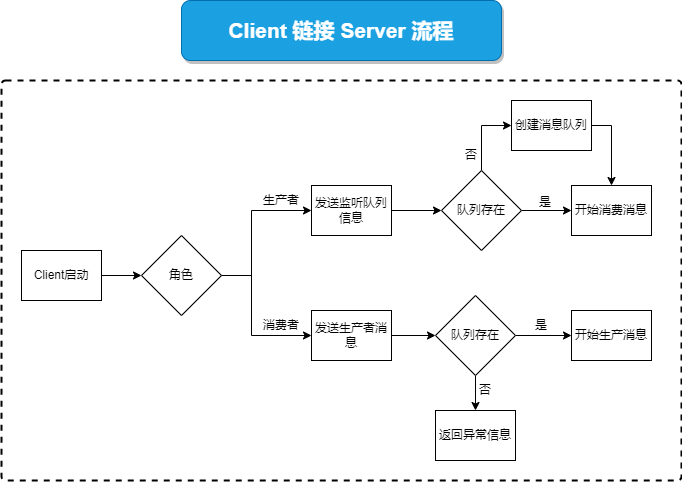 Client 链接 Server 流程
创建消息队列
否
生产者
发送监听队列
信息
队列存在
是
开始消费消息
Client启动
角色
消费者
发送生产者消
息
队列存在
是
开始生产消息
否
返回异常信息